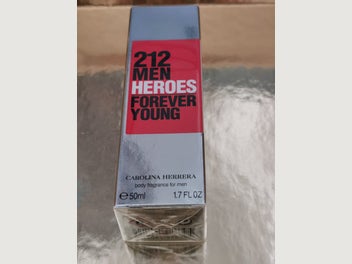 212
MEN
HEROES
FOREVER
YOUNG
CAROLINA HERRERA
body fragrance for men
℮50ml 1.7 FL OZ